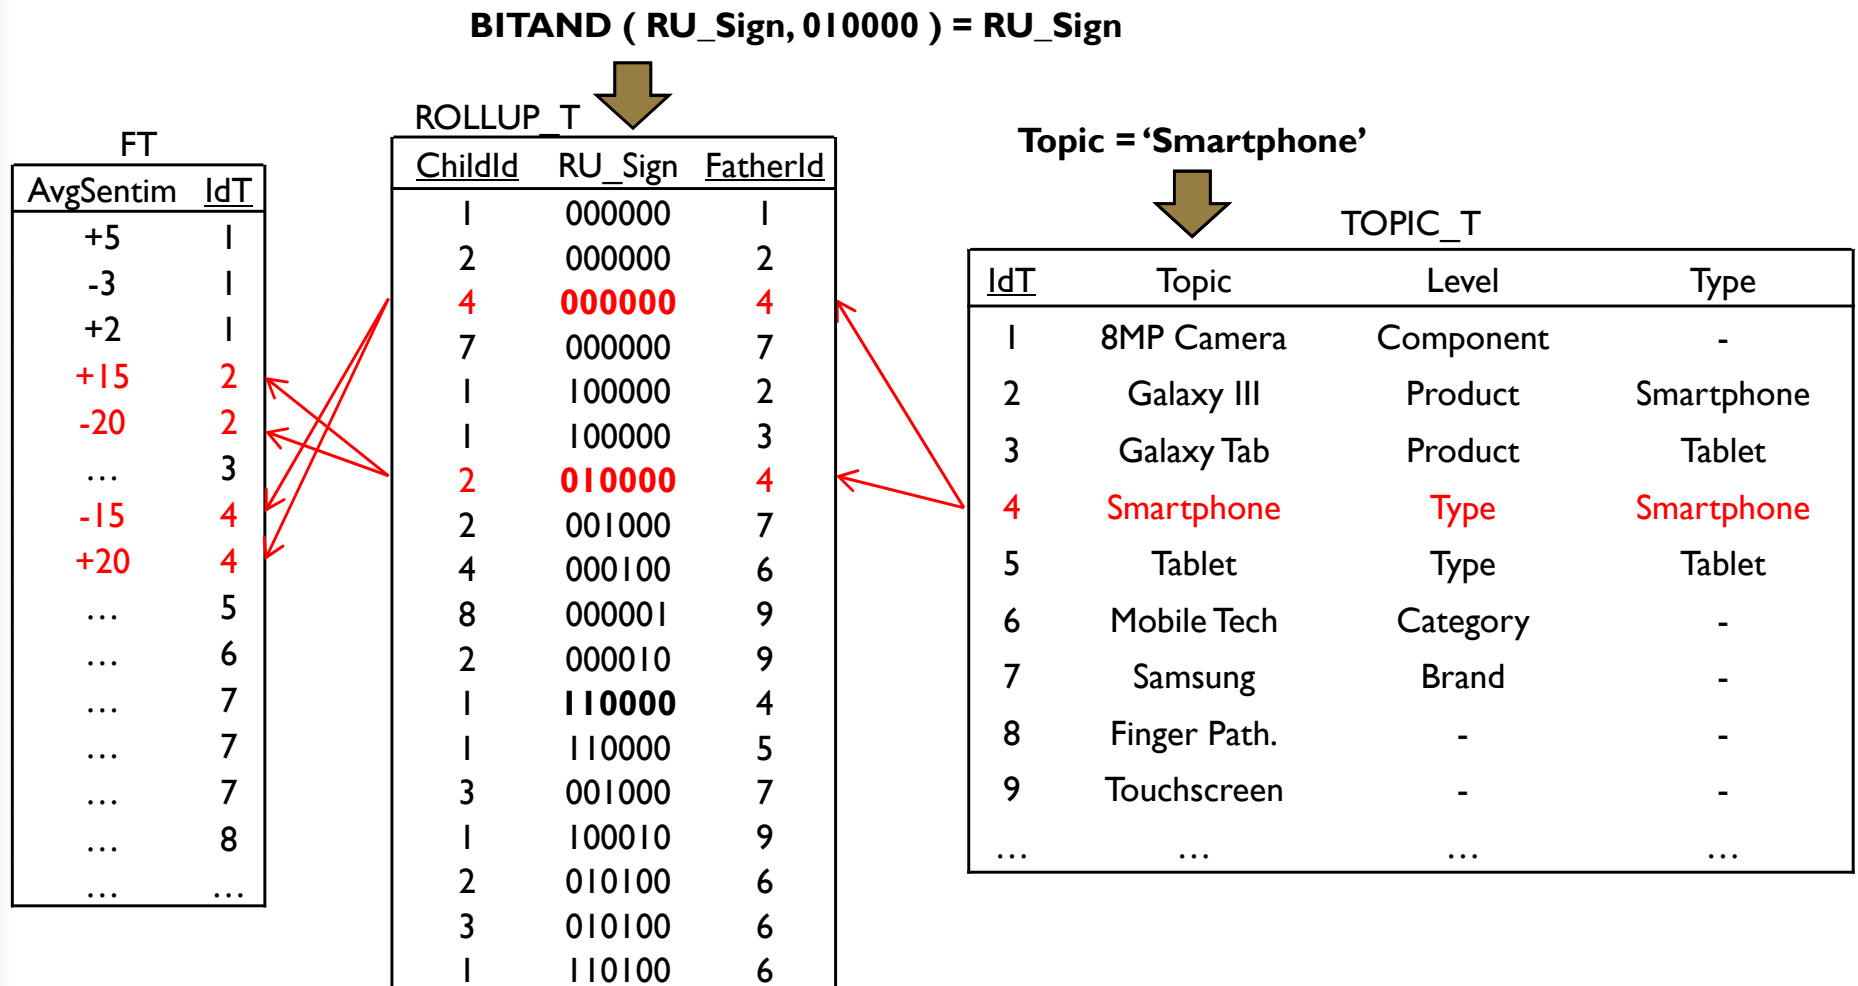 BITAND ( RU_Sign, 010000 ) = RU_Sign
FT
AvgSentim IdT
+5 1
-3 1
+2 1
+15 2
-20 2
… 3
-15 4
+20 4
… 5
… 6
… 7
… 7
… 7
… 8
… …
ROLLUP_T
ChildId RU_Sign FatherId
1 000000 1
2 000000 2
4 000000 4
7 000000 7
1 100000 2
1 100000 3
2 010000 4
2 001000 7
4 000100 6
8 000001 9
2 000010 9
1 110000 4
1 110000 5
3 001000 7
1 100010 9
2 010100 6
3 010100 6
1 110100 6
Topic = ‘Smartphone’
TOPIC_T
IdT Topic Level Type
1 8MP Camera Component -
2 Galaxy III Product Smartphone
3 Galaxy Tab Product Tablet
4 Smartphone Type Smartphone
5 Tablet Type Tablet
6 Mobile Tech Category -
7 Samsung Brand -
8 Finger Path. - -
9 Touchscreen - -
… … … …